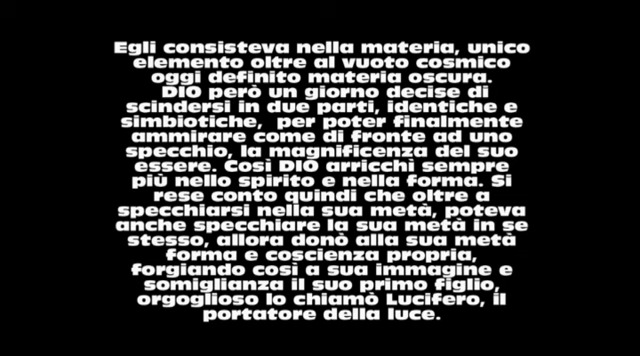 Egli consisteva nella materia, unico
elemento oltre al vuoto cosmico
oggi definito materia oscura.
DIO però un giorno decise di
scindersi in due parti, identiche e
simbiotiche, per poter finalmente
ammirare come di fronte ad uno
specchio, la magnificenza del suo
essere. Così DIO arricchì sempre
più nello spirito e nella forma. Si
rese conto quindi che oltre a
specchiarsi nella sua metà, poteva
anche specchiare la sua metà in se
stesso, allora donò alla sua metà
forma e coscienza propria,
forgiando così a sua immagine e
somiglianza il suo primo figlio,
orgoglioso lo chiamò Lucifero, il
portatore della luce.